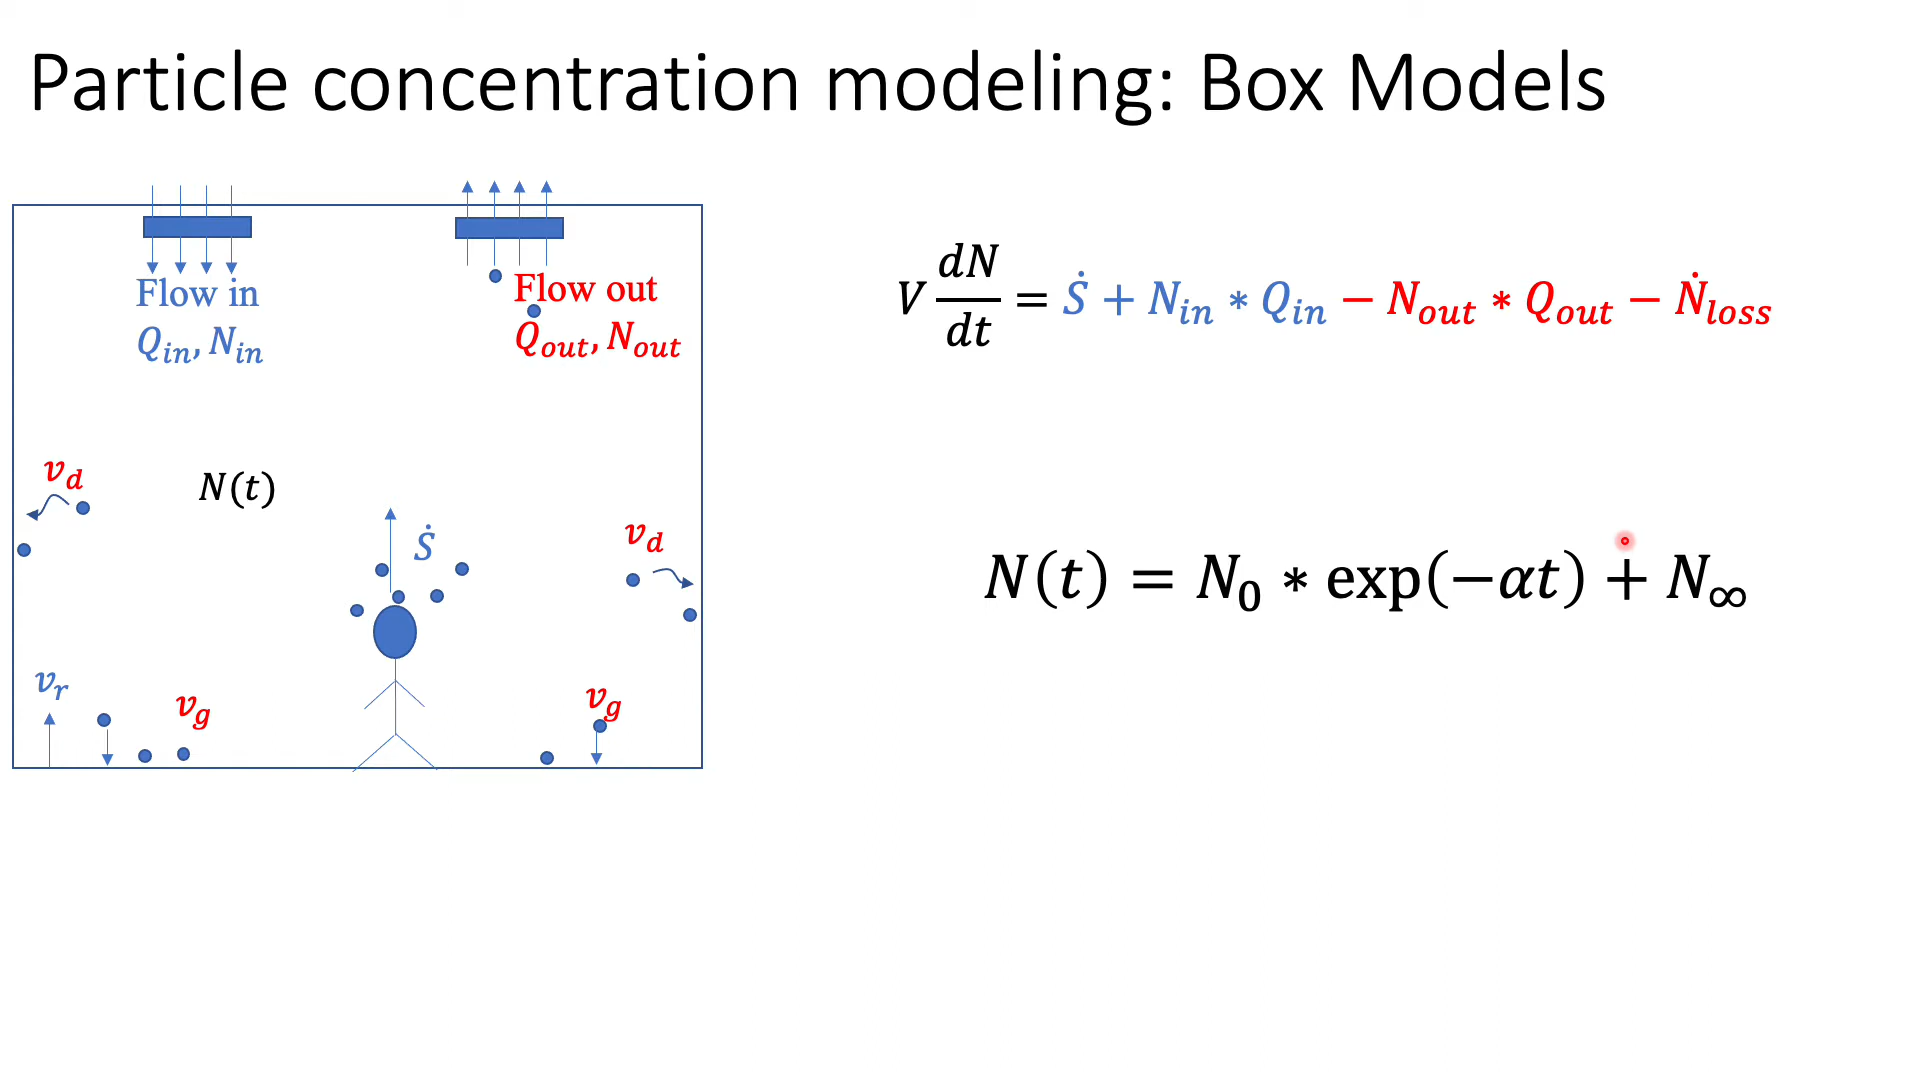 Particle concentration modeling: Box Models
Flow in
Q_in, N_in
Flow out
Q_out, N_out
V dN/dt = Ṡ + N_in * Q_in − N_out * Q_out − Ṅ_loss
v_d
N(t)
Ṡ
v_d
N(t) = N_0 * exp(−αt) + N_∞
v_r
v_g
v_g